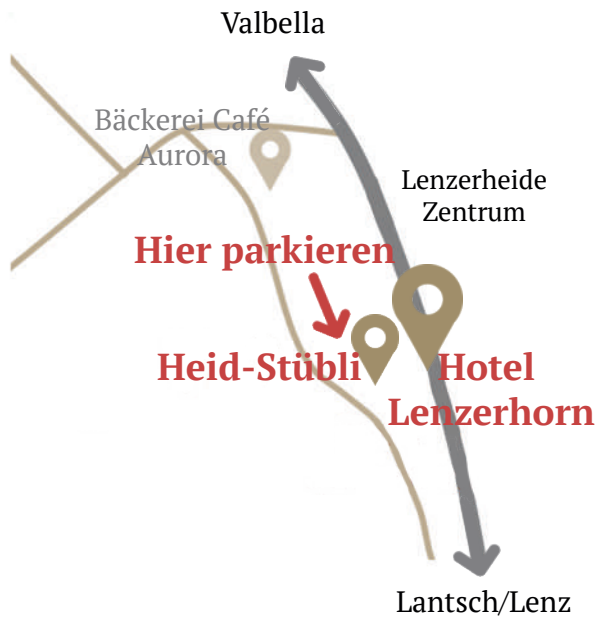 Valbella
Bäckerei Café
Aurora
Lenzerheide
Zentrum
Hier parkieren
Heid-Stübli
Hotel
Lenzerhorn
Lantsch/Lenz